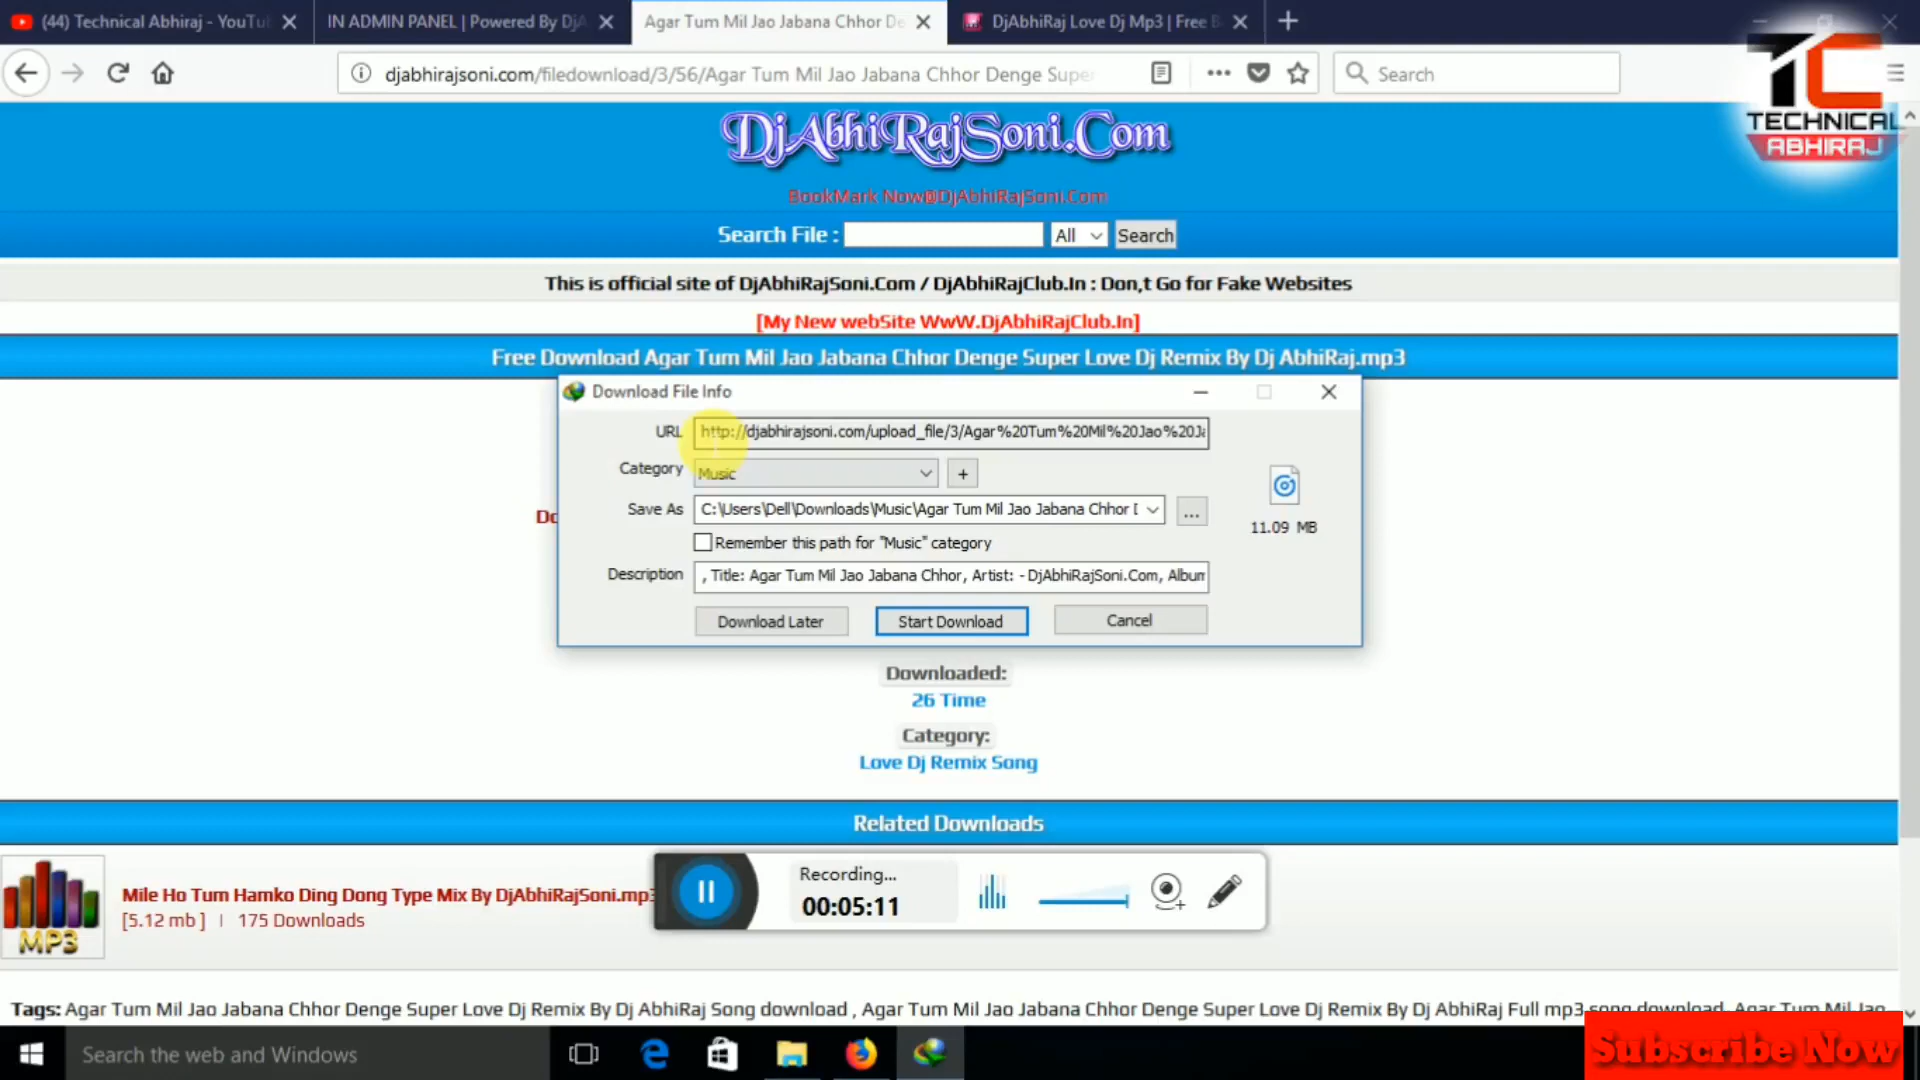 (44) Technical Abhiraj - YouTu
IN ADMIN PANEL | Powered By DjA
Agar Tum Mil Jao Jabana Chhor De
DjAbhiRaj Love Dj Mp3 | Free B
djabhirajsoni.com/filedownload/3/56/Agar Tum Mil Jao Jabana Chhor Denge Super
Search
TC
TECHNICAL
ABHIRAJ
DjAbhiRajSoni.Com
BookMark Now@DjAbhiRajSoni.Com
Search File :
All
Search
This is official site of DjAbhiRajSoni.Com / DjAbhiRajClub.In : Don,t Go for Fake Websites
[My New webSite WwW.DjAbhiRajClub.In]
Free Download Agar Tum Mil Jao Jabana Chhor Denge Super Love Dj Remix By Dj AbhiRaj.mp3
Download File Info
URL
http://djabhirajsoni.com/upload_file/3/Agar%20Tum%20Mil%20Jao%20Ja
Category
Music
+
Save As
C:\Users\Dell\Downloads\Music\Agar Tum Mil Jao Jabana Chhor D
...
11.09 MB
Do
Remember this path for "Music" category
Description
, Title: Agar Tum Mil Jao Jabana Chhor, Artist: - DjAbhiRajSoni.Com, Album
Download Later
Start Download
Cancel
Downloaded:
26 Time
Category:
Love Dj Remix Song
Related Downloads
MP3
Mile Ho Tum Hamko Ding Dong Type Mix By DjAbhiRajSoni.mp3
[5.12 mb ] | 175 Downloads
Recording...
00:05:11
Tags: Agar Tum Mil Jao Jabana Chhor Denge Super Love Dj Remix By Dj AbhiRaj Song download , Agar Tum Mil Jao Jabana Chhor Denge Super Love Dj Remix By Dj AbhiRaj Full mp3 song download, Agar Tum Mil Jao
Search the web and Windows
Subscribe Now